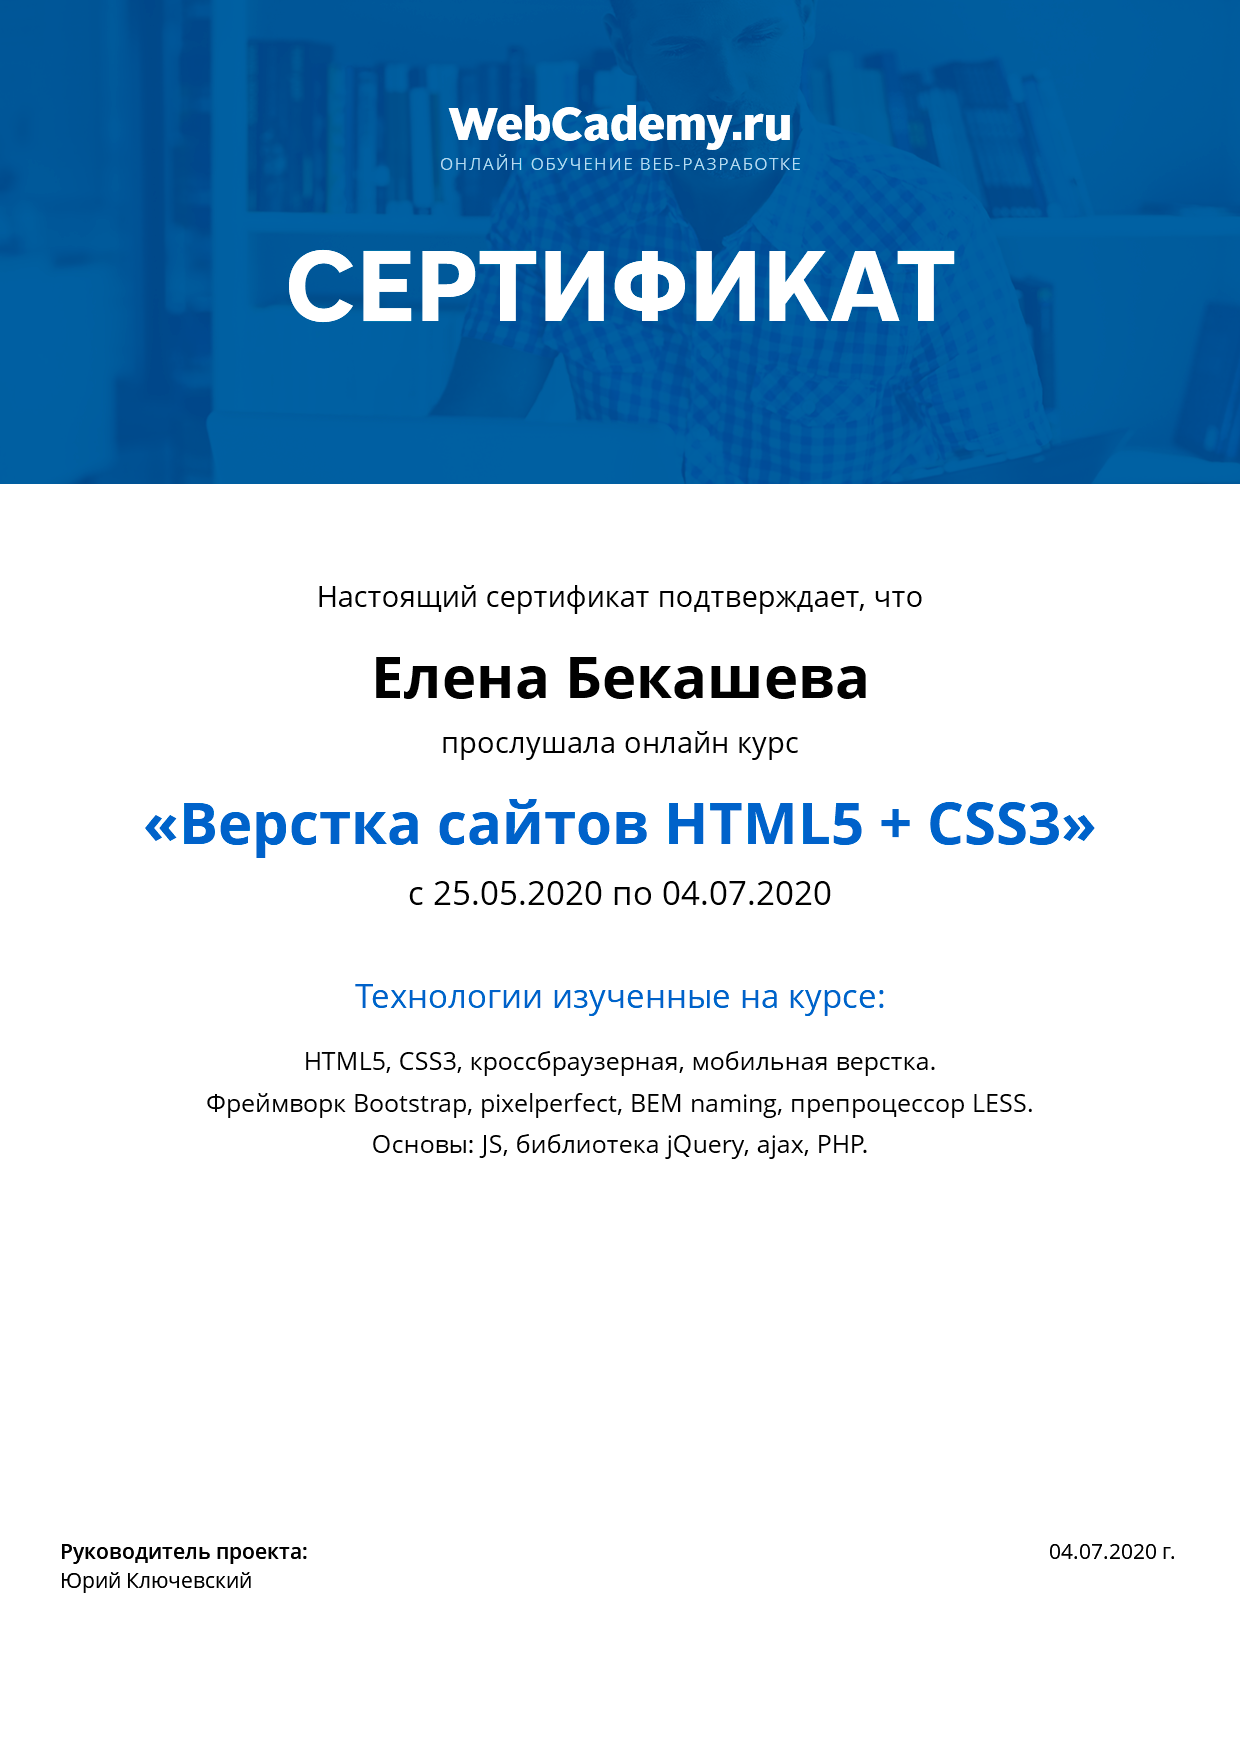 WebCademy.ru
ОНЛАЙН ОБУЧЕНИЕ ВЕБ-РАЗРАБОТКЕ
СЕРТИФИКАТ
Настоящий сертификат подтверждает, что
Елена Бекашева
прослушала онлайн курс
«Верстка сайтов HTML5 + CSS3»
с 25.05.2020 по 04.07.2020
Технологии изученные на курсе:
HTML5, CSS3, кроссбраузерная, мобильная верстка.
Фреймворк Bootstrap, pixelperfect, BEM naming, препроцессор LESS.
Основы: JS, библиотека jQuery, ajax, PHP.
Руководитель проекта:
Юрий Ключевский
04.07.2020 г.